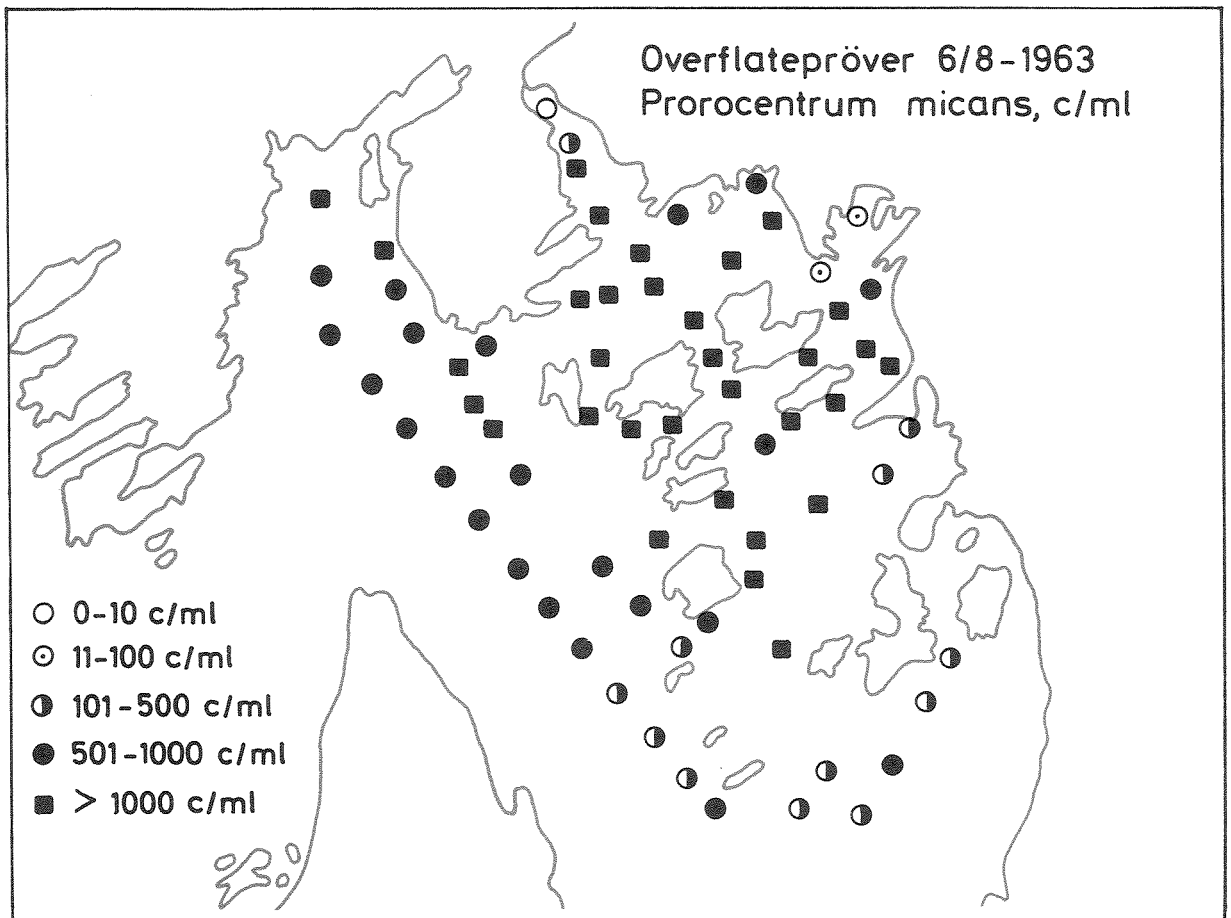 Overflatepröver 6/8-1963
Prorocentrum micans, c/ml
0-10 c/ml
11-100 c/ml
101-500 c/ml
501-1000 c/ml
> 1000 c/ml